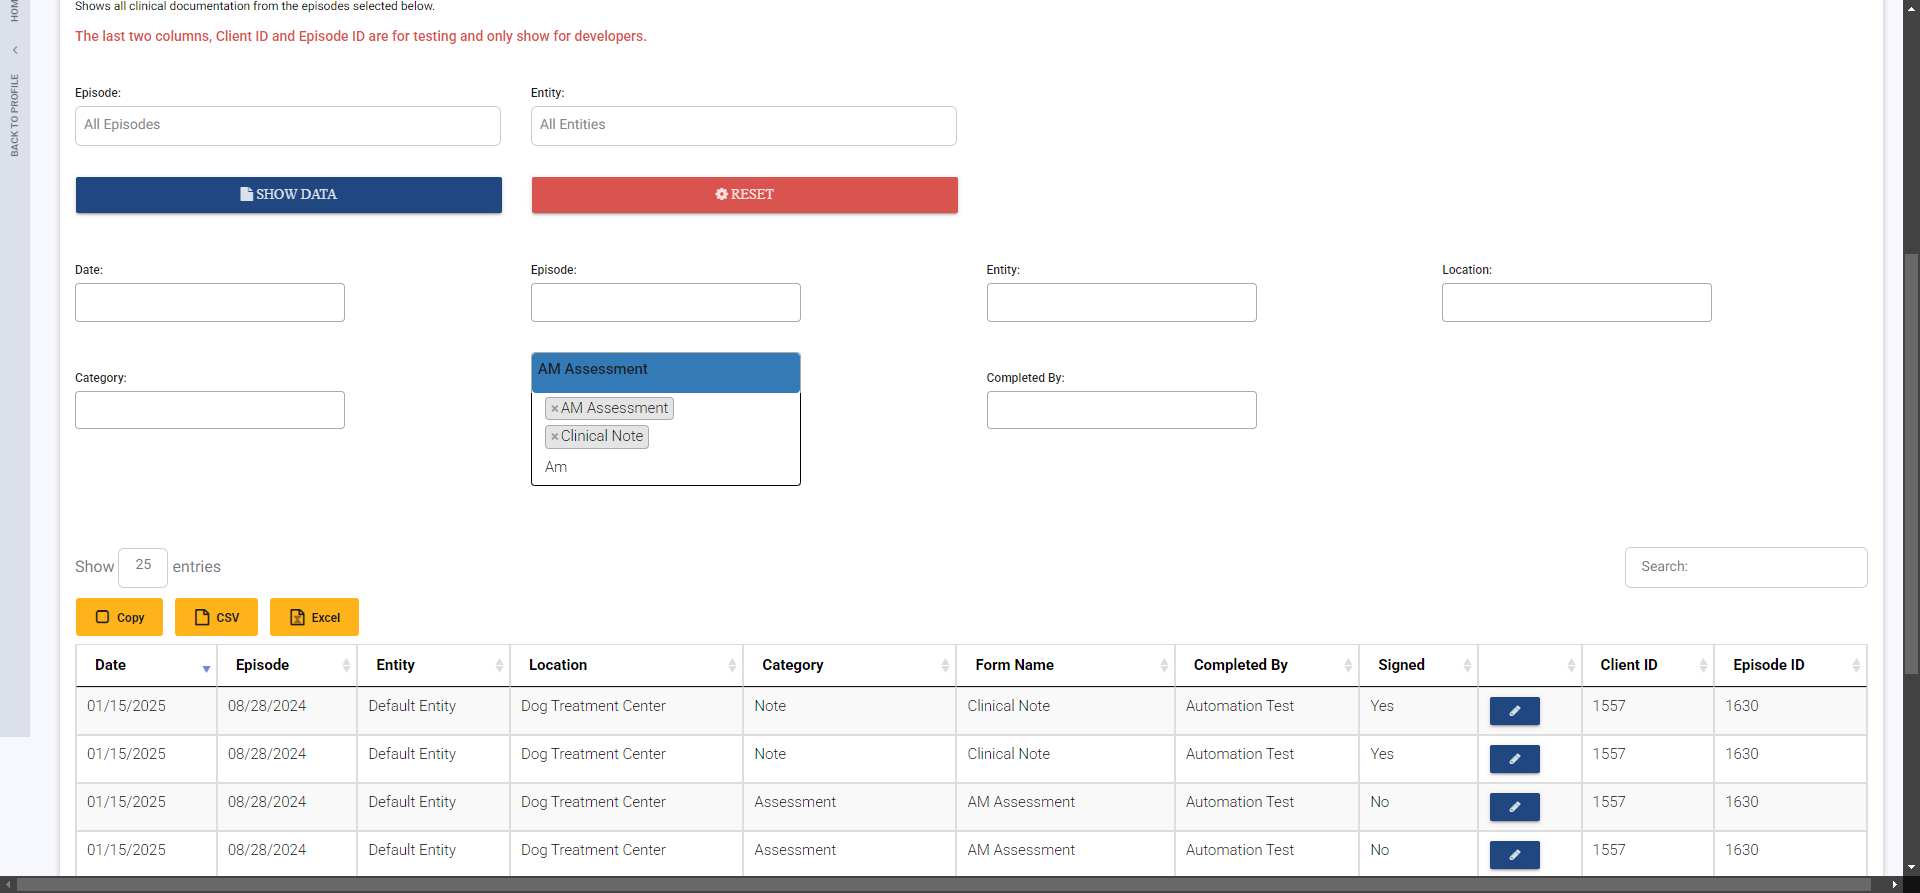 HOM
BACK TO PROFILE
Shows all clinical documentation from the episodes selected below.
The last two columns, Client ID and Episode ID are for testing and only show for developers.
Episode:
Entity:
All Episodes
All Entities
SHOW DATA
RESET
Date:
Episode:
Entity:
Location:
Category:
AM Assessment
Completed By:
×AM Assessment
×Clinical Note
Am
Show 25 entries
Search:
Copy
CSV
Excel
Date Episode Entity Location Category Form Name Completed By Signed Client ID Episode ID
01/15/2025 08/28/2024 Default Entity Dog Treatment Center Note Clinical Note Automation Test Yes 1557 1630
01/15/2025 08/28/2024 Default Entity Dog Treatment Center Note Clinical Note Automation Test Yes 1557 1630
01/15/2025 08/28/2024 Default Entity Dog Treatment Center Assessment AM Assessment Automation Test No 1557 1630
01/15/2025 08/28/2024 Default Entity Dog Treatment Center Assessment AM Assessment Automation Test No 1557 1630